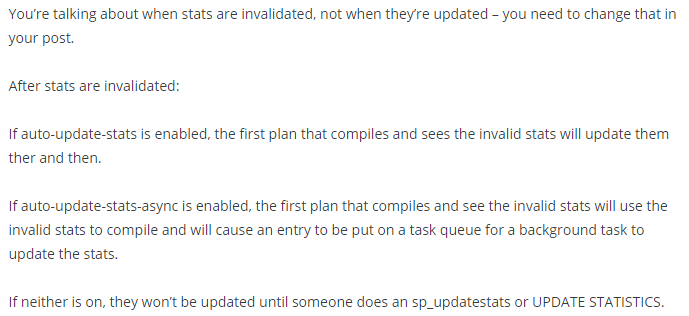 You're talking about when stats are invalidated, not when they're updated – you need to change that in
your post.
After stats are invalidated:
If auto-update-stats is enabled, the first plan that compiles and sees the invalid stats will update them
ther and then.
If auto-update-stats-async is enabled, the first plan that compiles and see the invalid stats will use the
invalid stats to compile and will cause an entry to be put on a task queue for a background task to
update the stats.
If neither is on, they won't be updated until someone does an sp_updatestats or UPDATE STATISTICS.